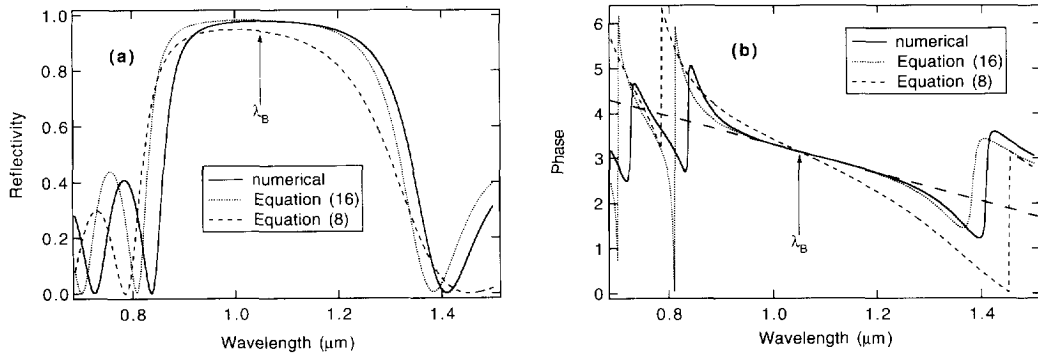 (a)
Reflectivity
1.0
0.8
0.6
0.4
0.2
0.0
λB
numerical
Equation (16)
Equation (8)
0.8
1.0
1.2
1.4
Wavelength (μm)
(b)
Phase
6
5
4
3
2
1
0
numerical
Equation (16)
Equation (8)
λB
0.8
1.0
1.2
1.4
Wavelength (μm)